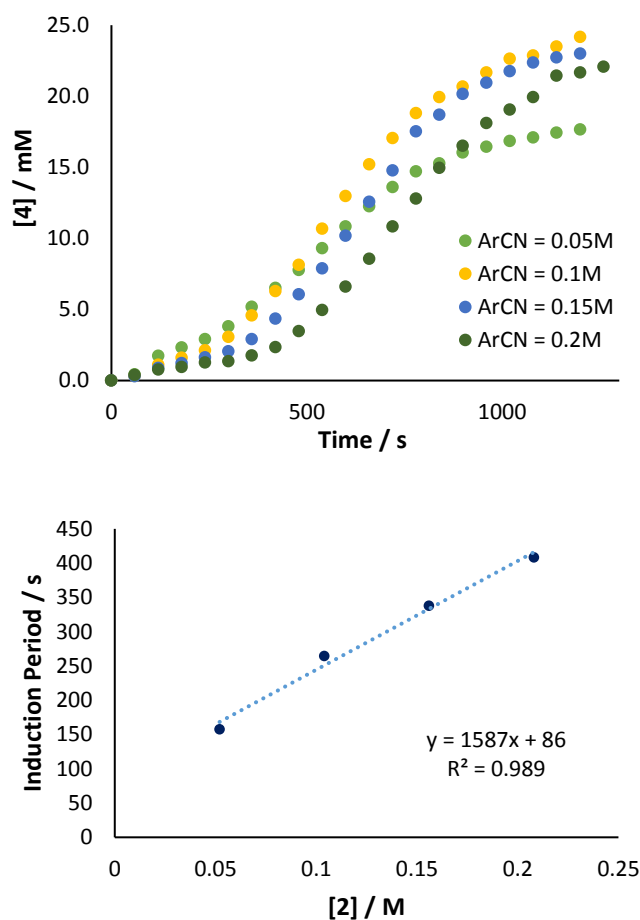 25.0
20.0
15.0
10.0
5.0
0.0
[4] / mM
ArCN = 0.05M
ArCN = 0.1M
ArCN = 0.15M
ArCN = 0.2M
0
500
1000
Time / s
450
400
350
300
250
200
150
100
50
0
Induction Period / s
y = 1587x + 86
R² = 0.989
0
0.05
0.1
0.15
0.2
0.25
[2] / M